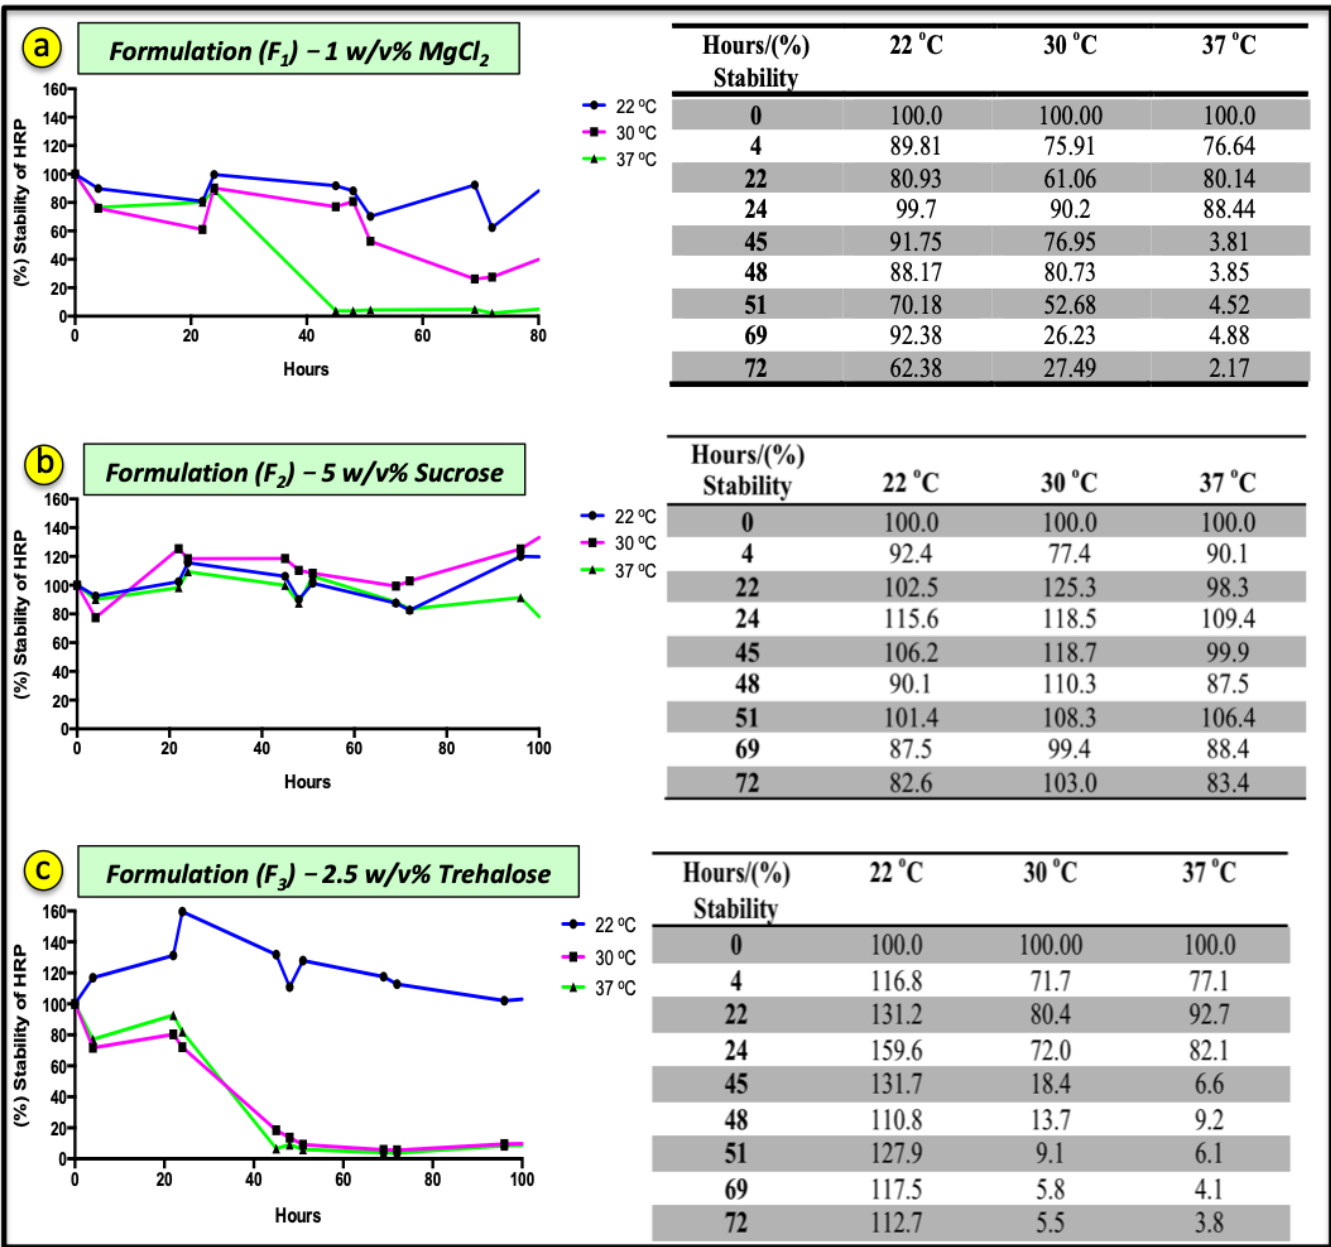 a
Formulation (F1) – 1 w/v% MgCl2
160
140
120
100
80
60
40
20
0
(%) Stability of HRP
0 20 40 60 80
Hours
22 ºC
30 ºC
37 ºC
Hours/(%) 22 °C 30 °C 37 °C
Stability
0 100.0 100.00 100.0
4 89.81 75.91 76.64
22 80.93 61.06 80.14
24 99.7 90.2 88.44
45 91.75 76.95 3.81
48 88.17 80.73 3.85
51 70.18 52.68 4.52
69 92.38 26.23 4.88
72 62.38 27.49 2.17
b
Formulation (F2) – 5 w/v% Sucrose
160
140
120
100
80
60
40
20
0
(%) Stability of HRP
0 20 40 60 80 100
Hours
22 ºC
30 ºC
37 ºC
Hours/(%)
Stability 22 °C 30 °C 37 °C
0 100.0 100.0 100.0
4 92.4 77.4 90.1
22 102.5 125.3 98.3
24 115.6 118.5 109.4
45 106.2 118.7 99.9
48 90.1 110.3 87.5
51 101.4 108.3 106.4
69 87.5 99.4 88.4
72 82.6 103.0 83.4
c
Formulation (F3) – 2.5 w/v% Trehalose
160
140
120
100
80
60
40
20
0
(%) Stability of HRP
0 20 40 60 80 100
Hours
22 ºC
30 ºC
37 ºC
Hours/(%) 22 °C 30 °C 37 °C
Stability
0 100.0 100.00 100.0
4 116.8 71.7 77.1
22 131.2 80.4 92.7
24 159.6 72.0 82.1
45 131.7 18.4 6.6
48 110.8 13.7 9.2
51 127.9 9.1 6.1
69 117.5 5.8 4.1
72 112.7 5.5 3.8